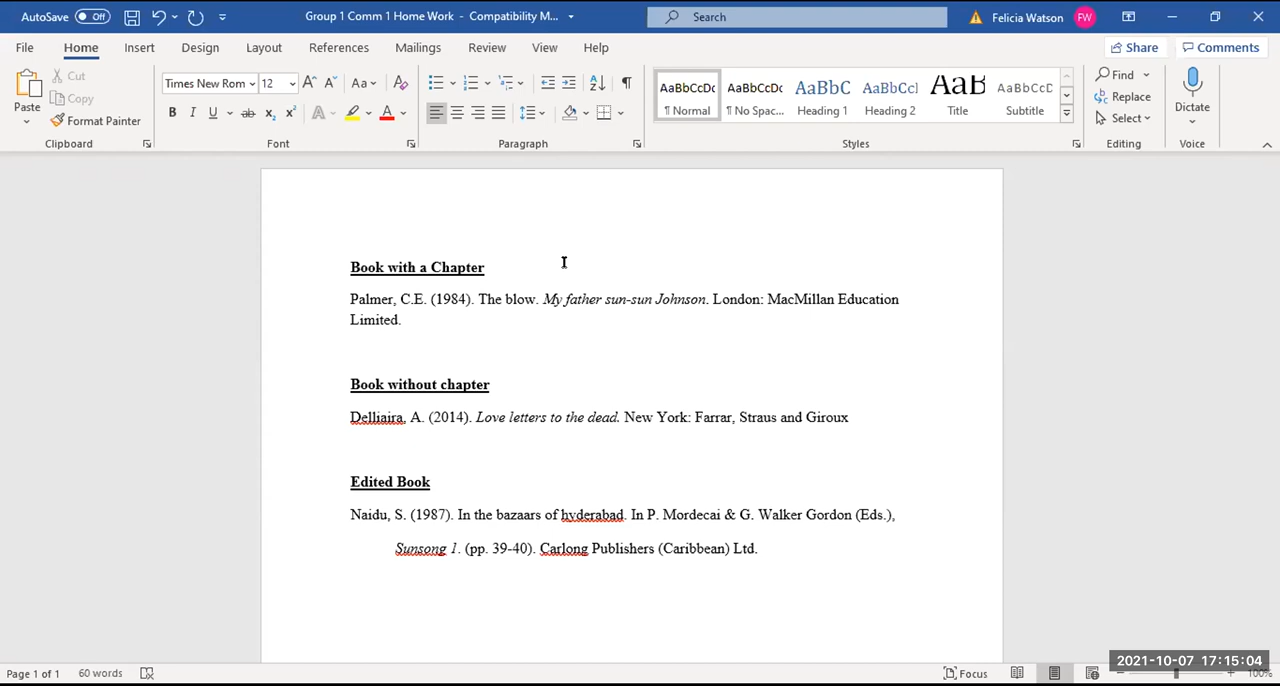 AutoSave Off Group 1 Comm 1 Home Work - Compatibility M... Search Felicia Watson FW
File Home Insert Design Layout References Mailings Review View Help Share Comments
Paste Cut Copy Format Painter Clipboard
Times New Rom 12 Aa B I U ab x₂ x² A A Font
Paragraph
AaBbCcDc ¶ Normal AaBbCcDc ¶ No Spac... AaBbC Heading 1 AaBbCcl Heading 2 AaB Title AaBbCcD Subtitle Styles
Find Replace Select Editing
Dictate Voice
Book with a Chapter
Palmer, C.E. (1984). The blow. My father sun-sun Johnson. London: MacMillan Education
Limited.
Book without chapter
Delliaira, A. (2014). Love letters to the dead. New York: Farrar, Straus and Giroux
Edited Book
Naidu, S. (1987). In the bazaars of hyderabad. In P. Mordecai & G. Walker Gordon (Eds.),
Sunsong 1. (pp. 39-40). Carlong Publishers (Caribbean) Ltd.
2021-10-07 17:15:04
Page 1 of 1 60 words Focus 100%